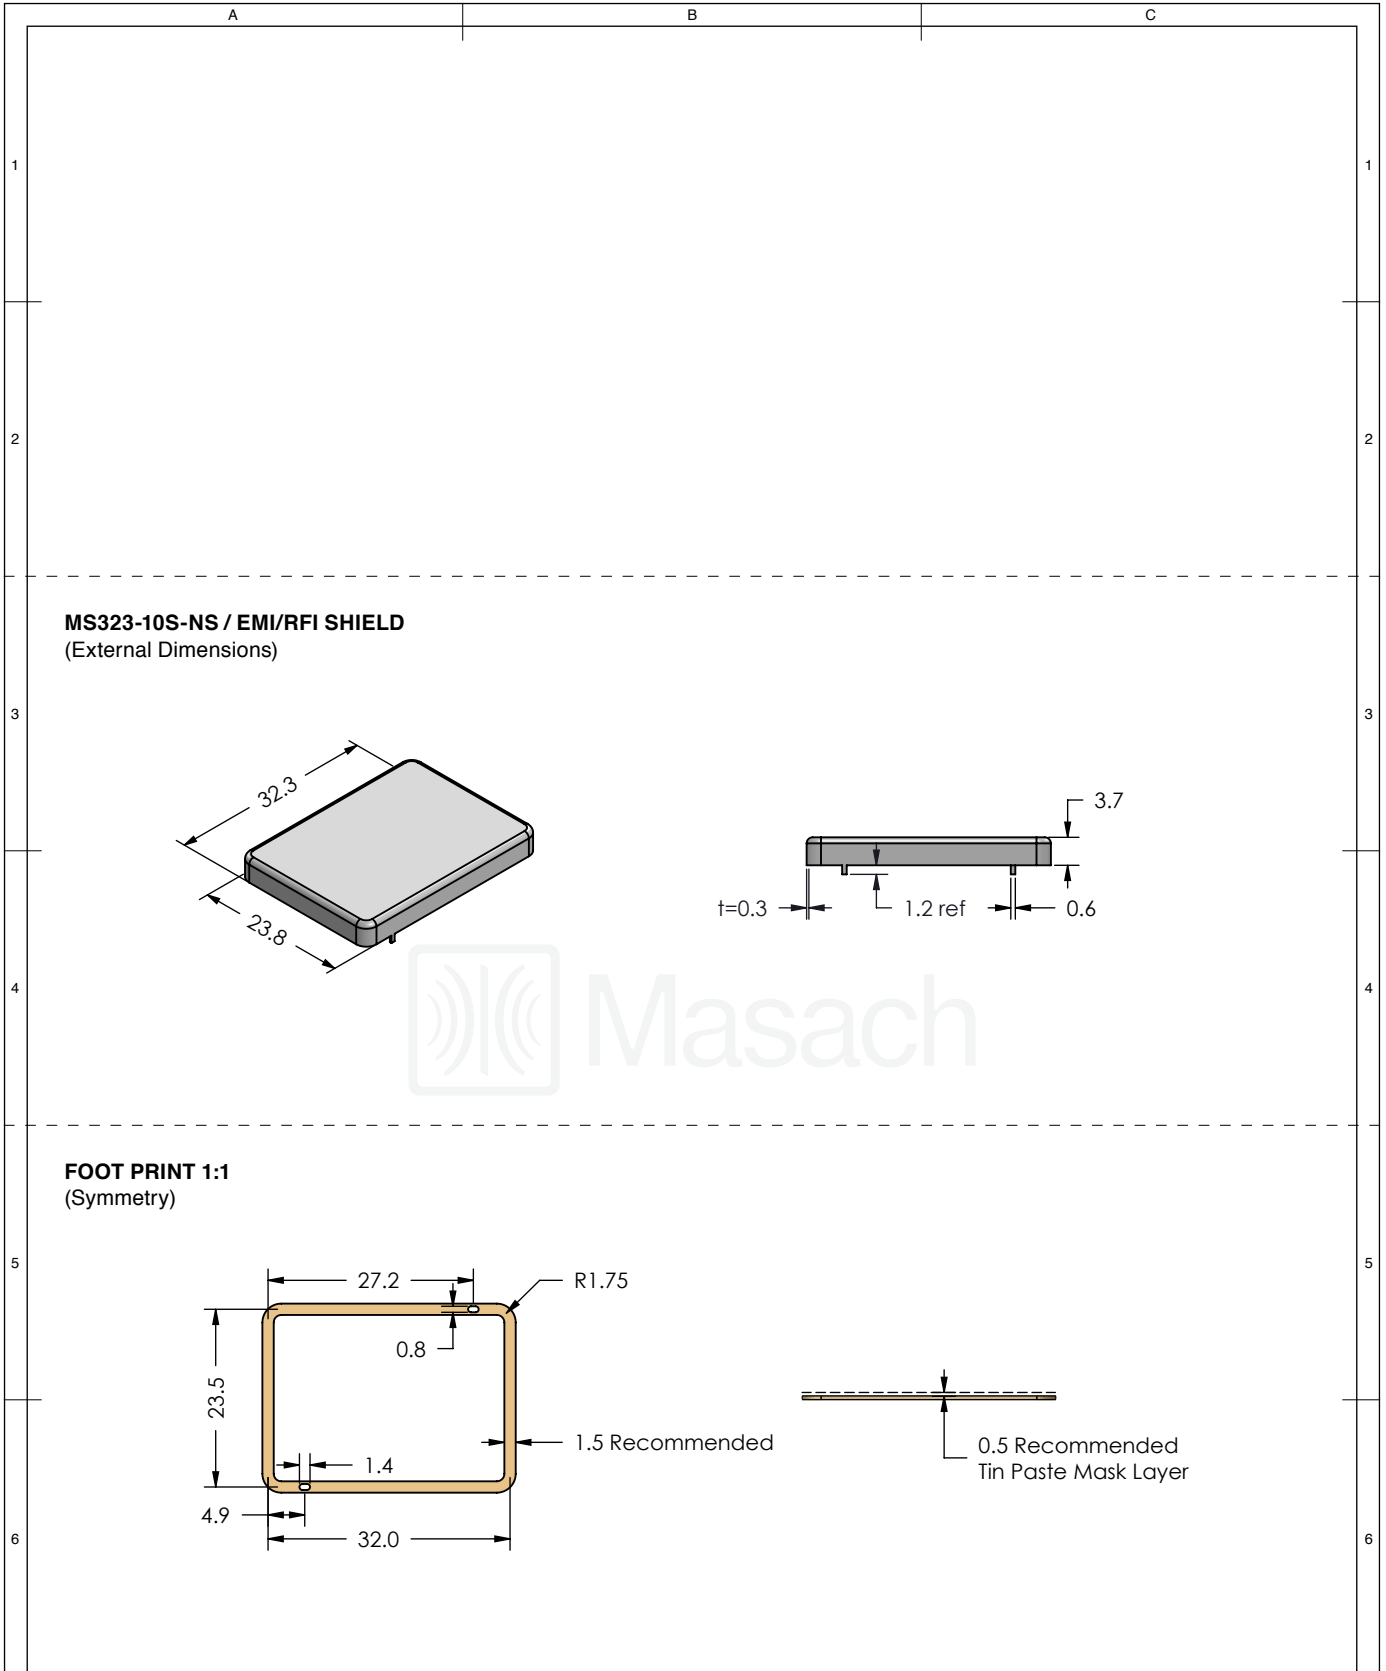 A
B
C
1
1
2
2
MS323-10S-NS / EMI/RFI SHIELD
(External Dimensions)
3
3
32.3
3.7
23.8
t=0.3
1.2 ref
0.6
Masach
4
4
FOOT PRINT 1:1
(Symmetry)
5
5
27.2
R1.75
0.8
23.5
1.5 Recommended
0.5 Recommended
Tin Paste Mask Layer
1.4
4.9
32.0
6
6